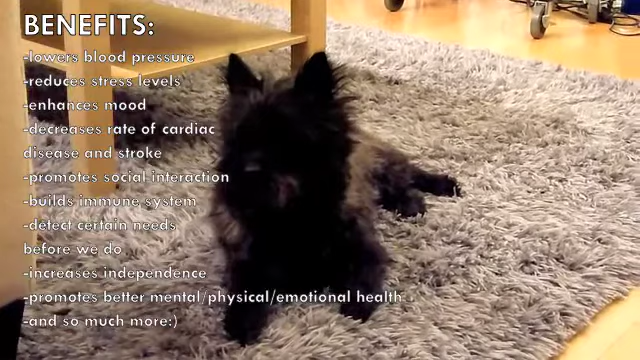 BENEFITS:
-lowers blood pressure
-reduces stress levels
-enhances mood
-decreases rate of cardiac
disease and stroke
-promotes social interaction
-builds immune system
-detect certain needs
before we do
-increases independence
-promotes better mental/physical/emotional health
-and so much more:)